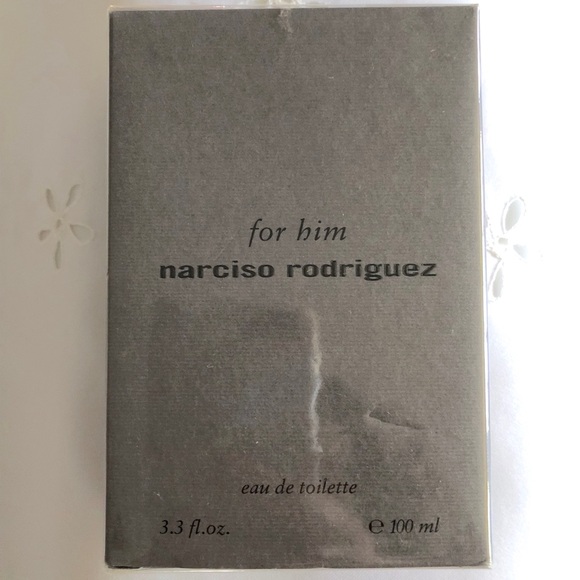 for him
narciso rodriguez
eau de toilette
3.3 fl.oz. ℮ 100 ml